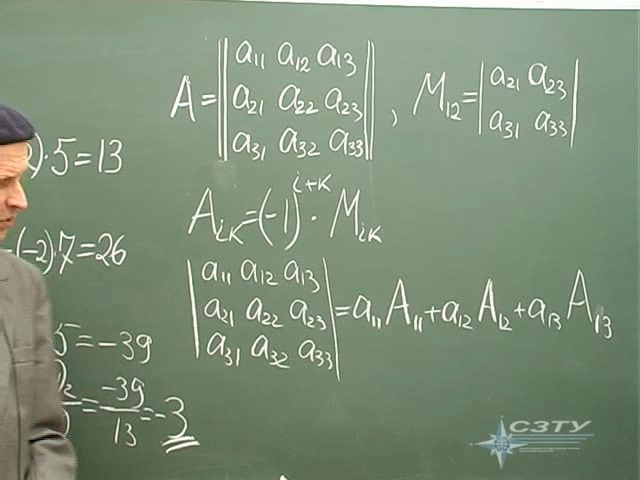 )·5=13
-(-2)·7=26
5=-39
2=-39/13=-3
A=||a₁₁ a₁₂ a₁₃
a₂₁ a₂₂ a₂₃
a₃₁ a₃₂ a₃₃||, M₁₂=|a₂₁ a₂₃
a₃₁ a₃₃|
Aᵢₖ=(-1)ⁱ⁺ᴷ·Mᵢₖ
|a₁₁ a₁₂ a₁₃
a₂₁ a₂₂ a₂₃
a₃₁ a₃₂ a₃₃|=a₁₁A₁₁+a₁₂A₁₂+a₁₃A₁₃
СЗТУ